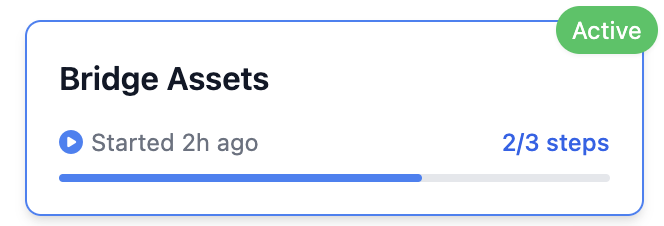 Active
Bridge Assets
Started 2h ago
2/3 steps